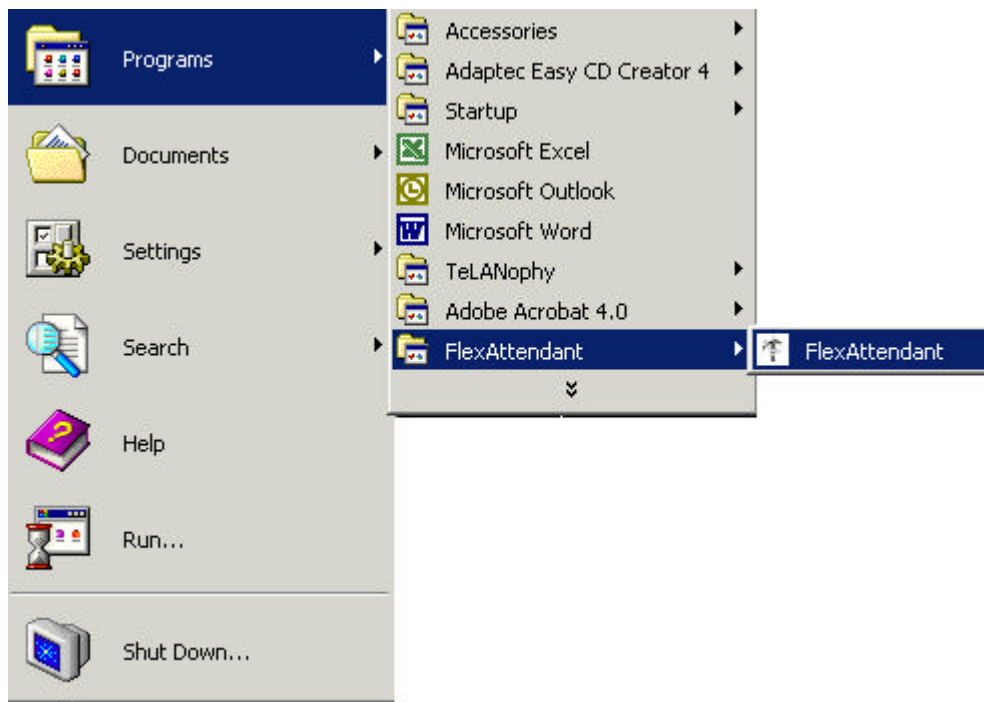 Programs
Documents
Settings
Search
Help
Run...
Shut Down...
Accessories
Adaptec Easy CD Creator 4
Startup
Microsoft Excel
Microsoft Outlook
Microsoft Word
TeLANophy
Adobe Acrobat 4.0
FlexAttendant
FlexAttendant